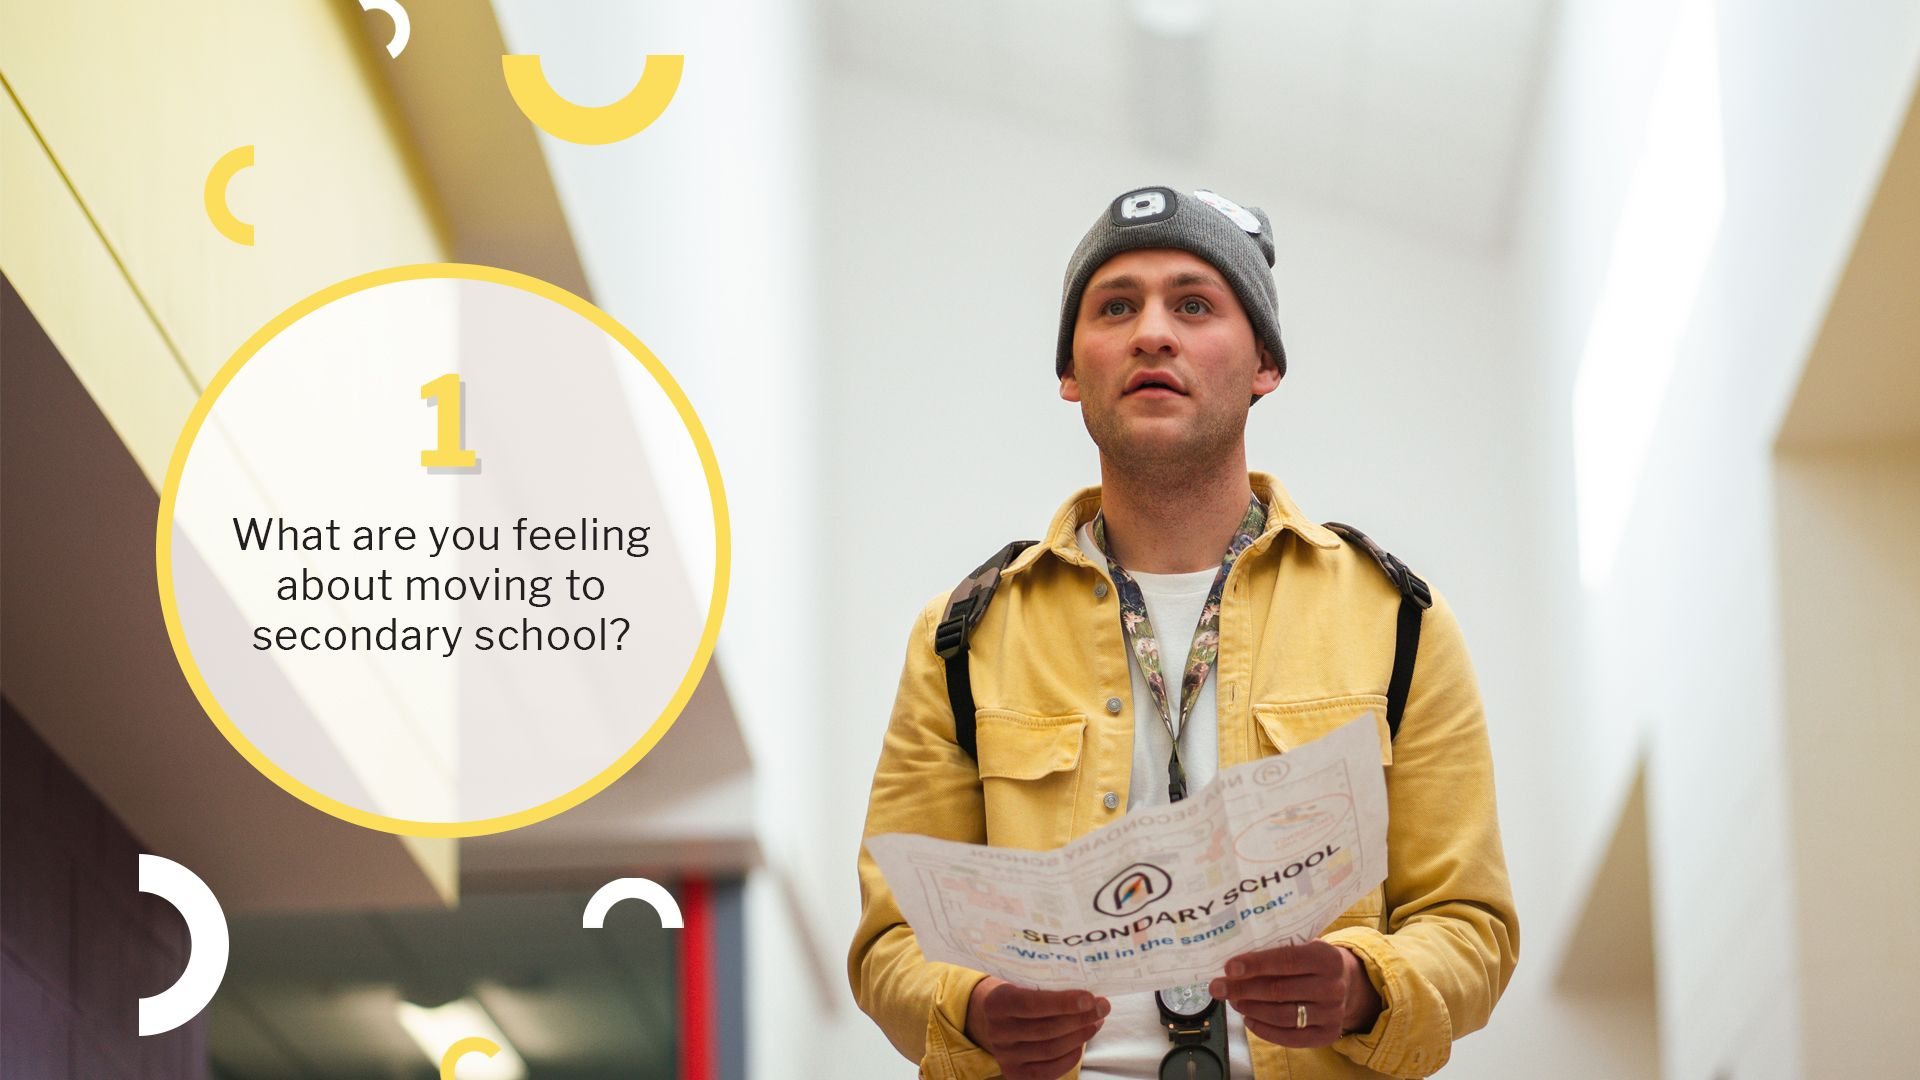 1
What are you feeling
about moving to
secondary school?
SECONDARY SCHOOL
"We're all in the same boat"